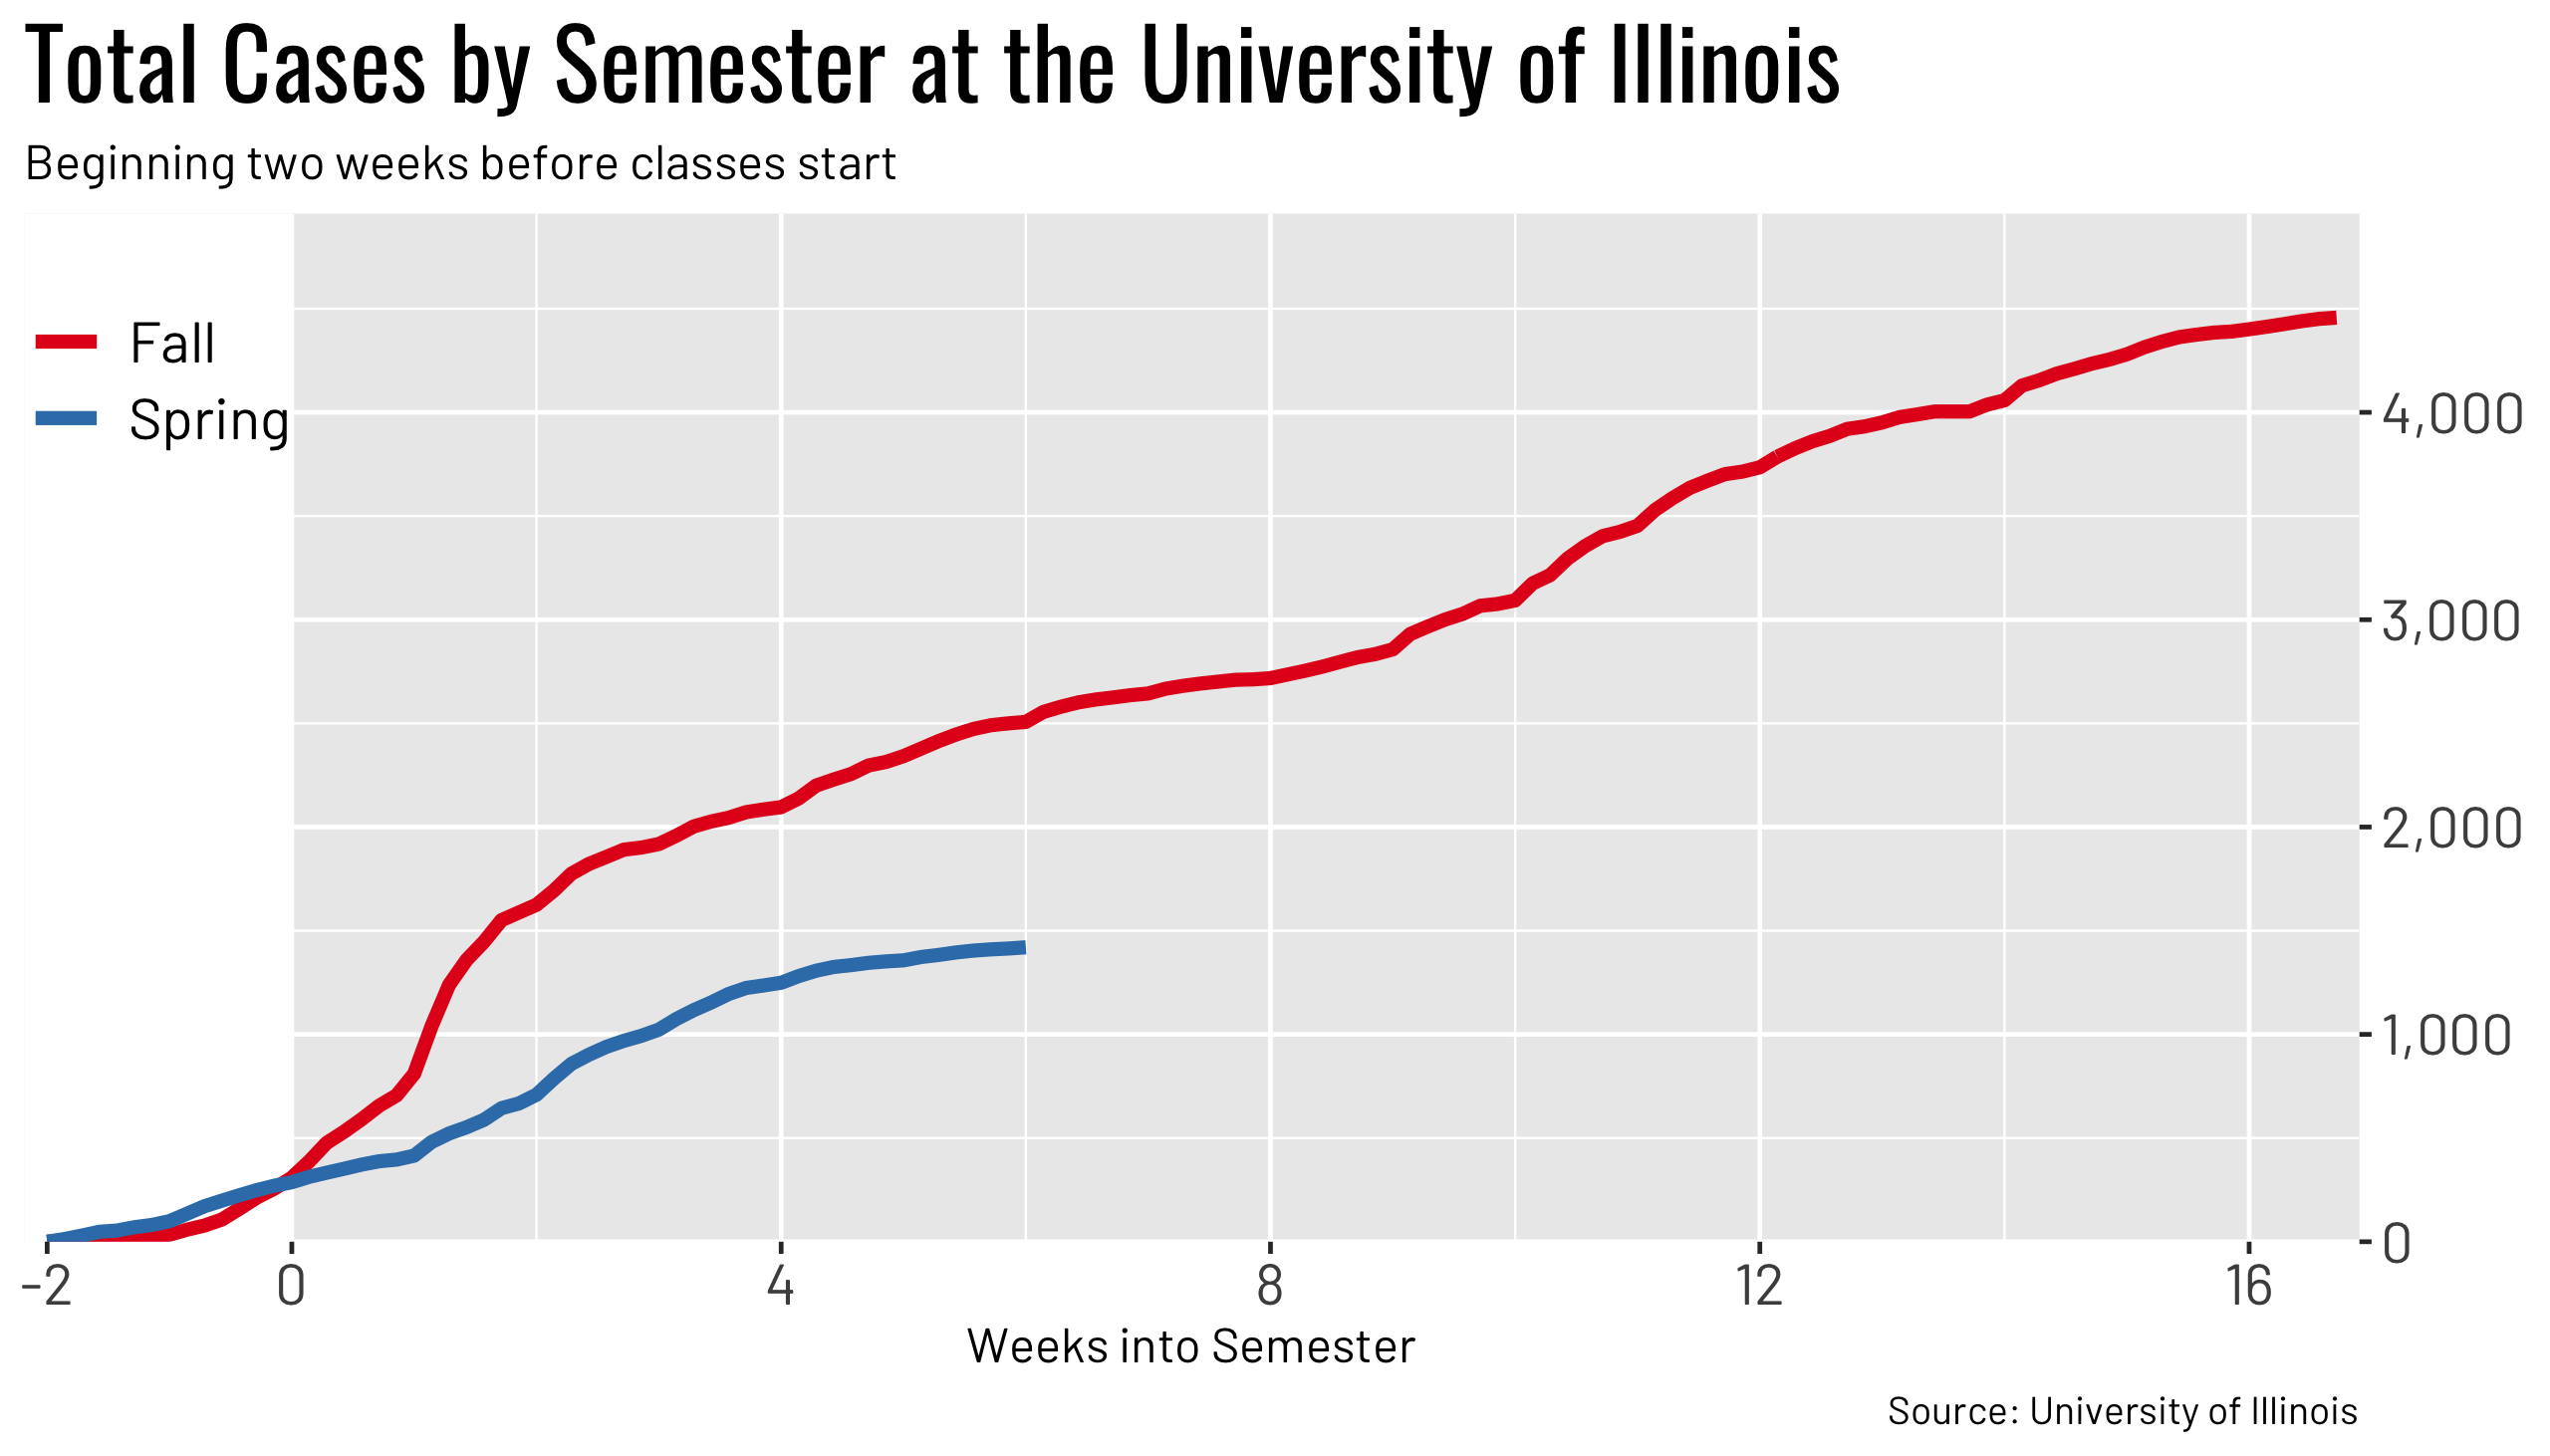 Total Cases by Semester at the University of Illinois
Beginning two weeks before classes start
Fall
Spring
4,000
3,000
2,000
1,000
0
-2 0 4 8 12 16
Weeks into Semester
Source: University of Illinois